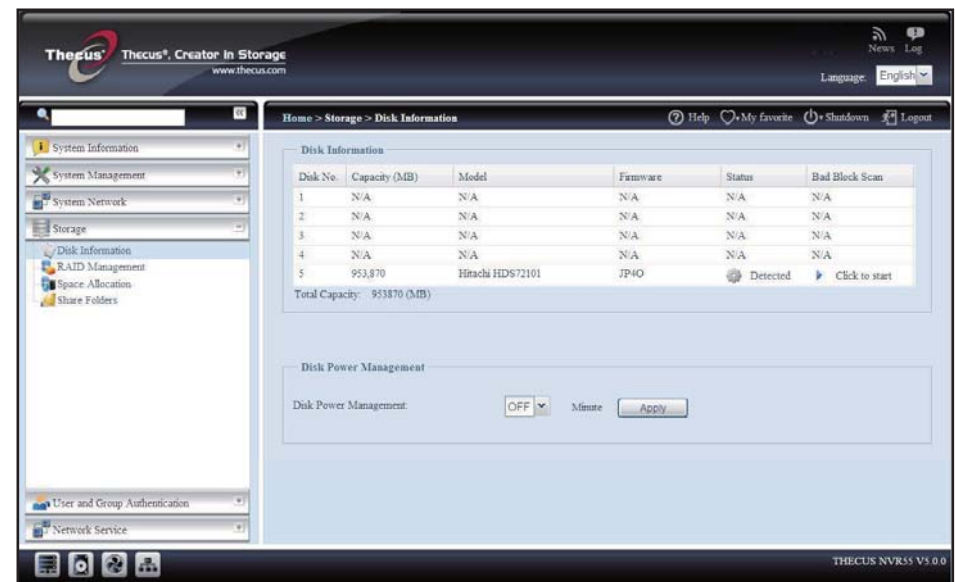 Thecus® Thecus®, Creator in Storage
www.thecus.com
News Log
Language: English
Home > Storage > Disk Information
Help My favorite Shutdown Logout
System Information
System Management
System Network
Storage
Disk Information
RAID Management
Space Allocation
Share Folders
User and Group Authentication
Network Service
Disk Information
Disk No. Capacity (MB) Model Firmware Status Bad Block Scan
1 N/A N/A N/A N/A N/A
2 N/A N/A N/A N/A N/A
3 N/A N/A N/A N/A N/A
4 N/A N/A N/A N/A N/A
5 953,870 Hitachi HDS72101 JP4O Detected Click to start
Total Capacity: 953870 (MB)
Disk Power Management
Disk Power Management: OFF Minute Apply
THECUS NVR55 V5.0.0